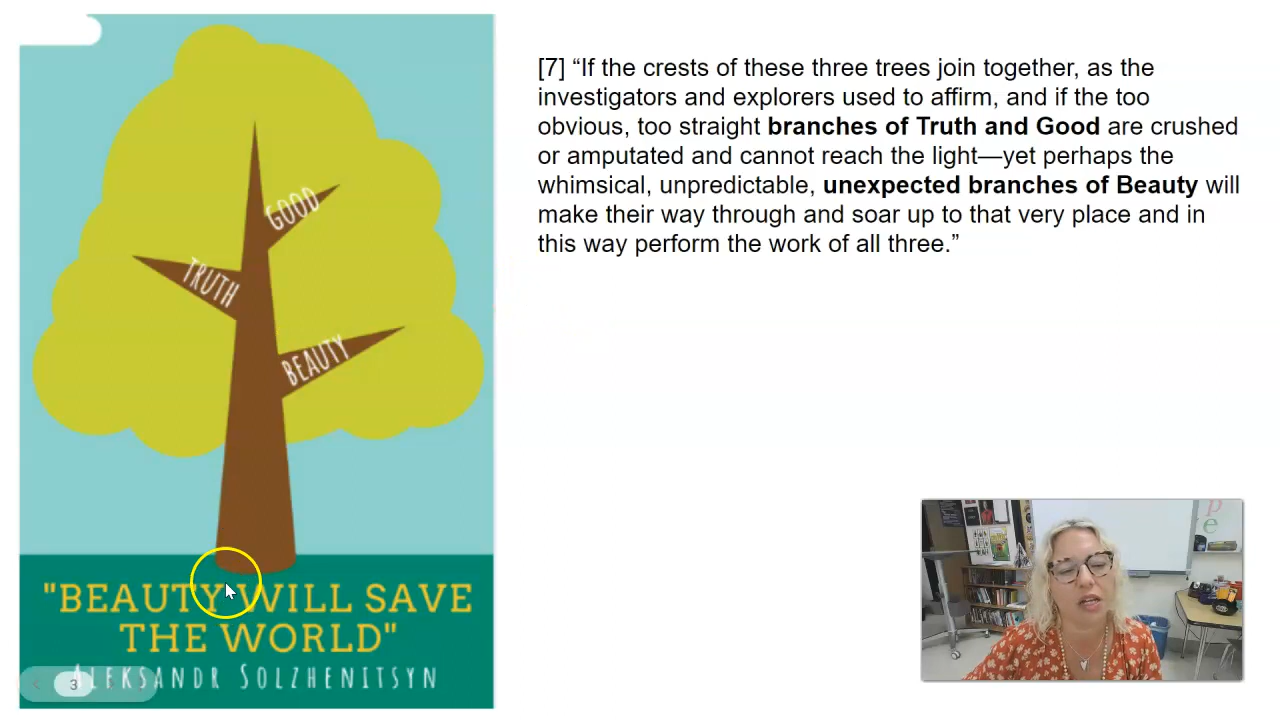 GOOD
TRUTH
BEAUTY
"BEAUTY WILL SAVE
THE WORLD"
ALEKSANDR SOLZHENITSYN
3
[7] “If the crests of these three trees join together, as the
investigators and explorers used to affirm, and if the too
obvious, too straight branches of Truth and Good are crushed
or amputated and cannot reach the light—yet perhaps the
whimsical, unpredictable, unexpected branches of Beauty will
make their way through and soar up to that very place and in
this way perform the work of all three.”
p
e